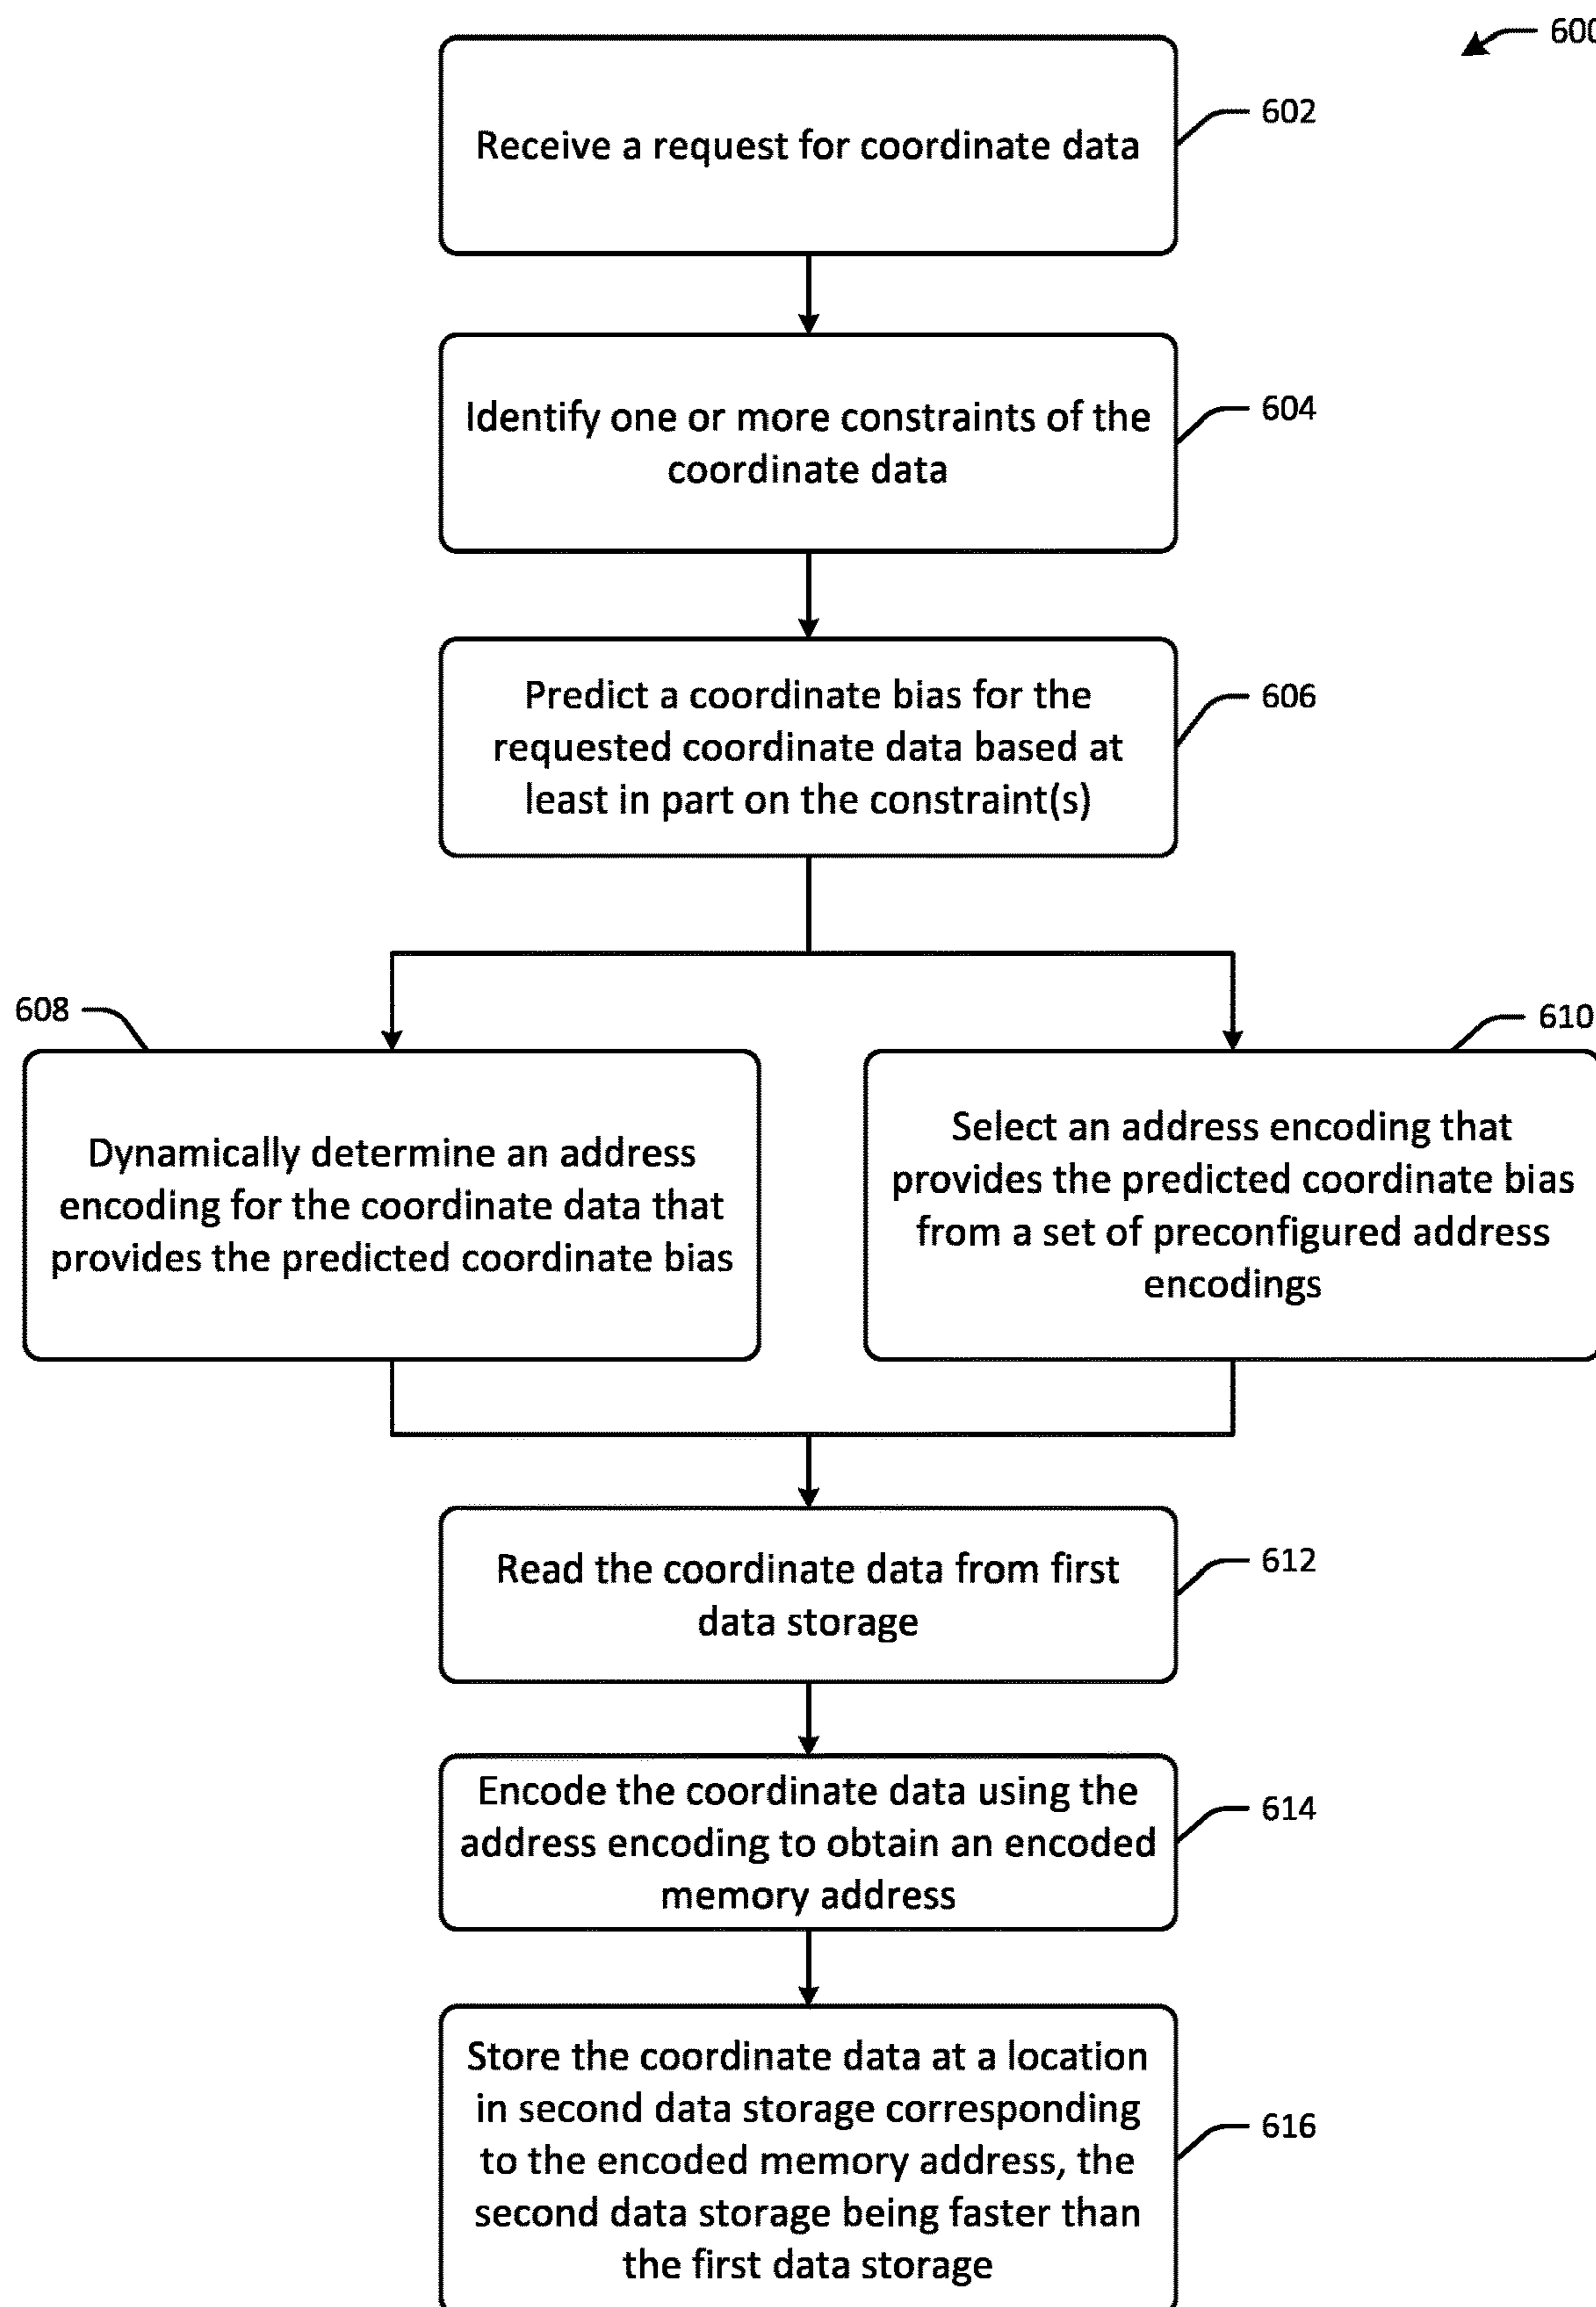 600
Receive a request for coordinate data
602
Identify one or more constraints of the
coordinate data
604
Predict a coordinate bias for the
requested coordinate data based at
least in part on the constraint(s)
606
608
Dynamically determine an address
encoding for the coordinate data that
provides the predicted coordinate bias
610
Select an address encoding that
provides the predicted coordinate bias
from a set of preconfigured address
encodings
Read the coordinate data from first
data storage
612
Encode the coordinate data using the
address encoding to obtain an encoded
memory address
614
Store the coordinate data at a location
in second data storage corresponding
to the encoded memory address, the
second data storage being faster than
the first data storage
616